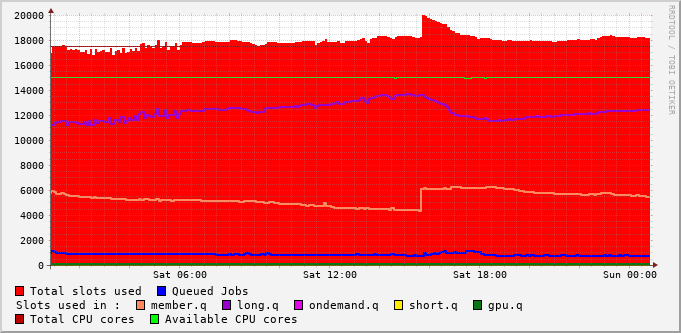 20000
18000
16000
14000
12000
10000
8000
6000
4000
2000
0
Sat 06:00 Sat 12:00 Sat 18:00 Sun 00:00
RRDTOOL / TOBI OETIKER
Total slots used Queued Jobs
Slots used in : member.q long.q ondemand.q short.q gpu.q
Total CPU cores Available CPU cores